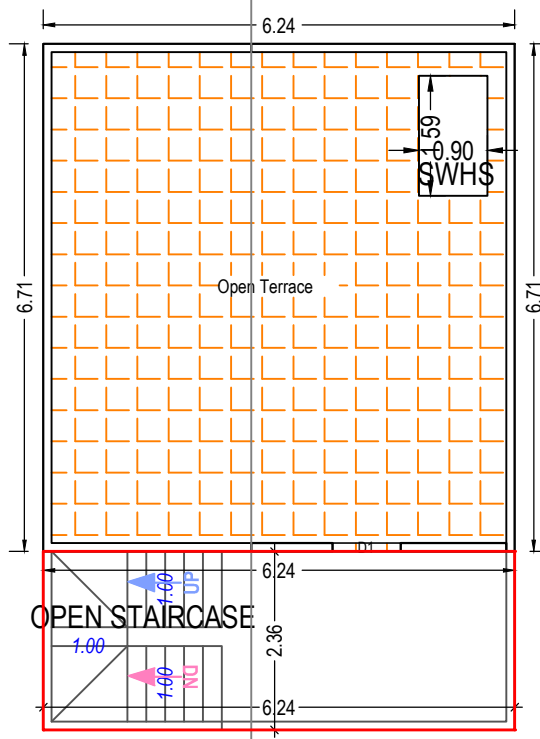 6.24
1.59
0.90
SWHS
6.71
6.71
Open Terrace
D1
6.24
1.00
UP
OPEN STAIRCASE
1.00
2.36
1.00
DN
6.24